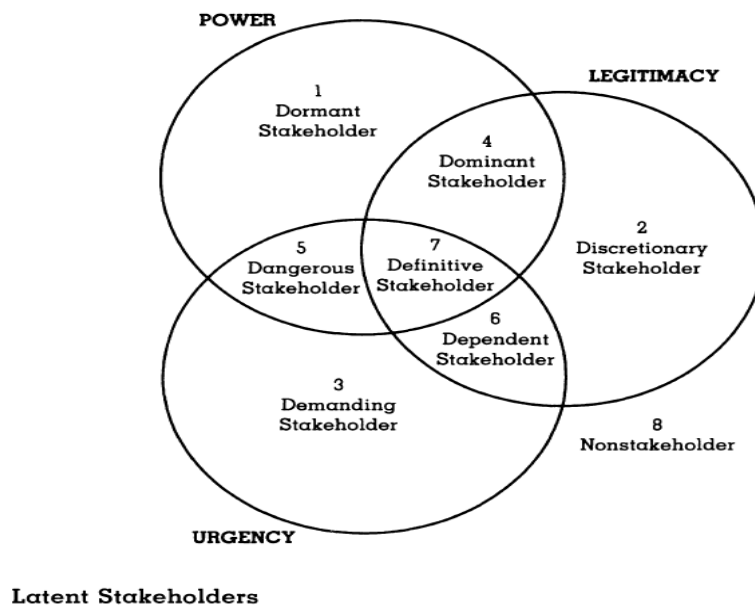 POWER
LEGITIMACY
1
Dormant
Stakeholder
4
Dominant
Stakeholder
2
Discretionary
Stakeholder
5
Dangerous
Stakeholder
7
Definitive
Stakeholder
6
Dependent
Stakeholder
3
Demanding
Stakeholder
8
Nonstakeholder
URGENCY
Latent Stakeholders